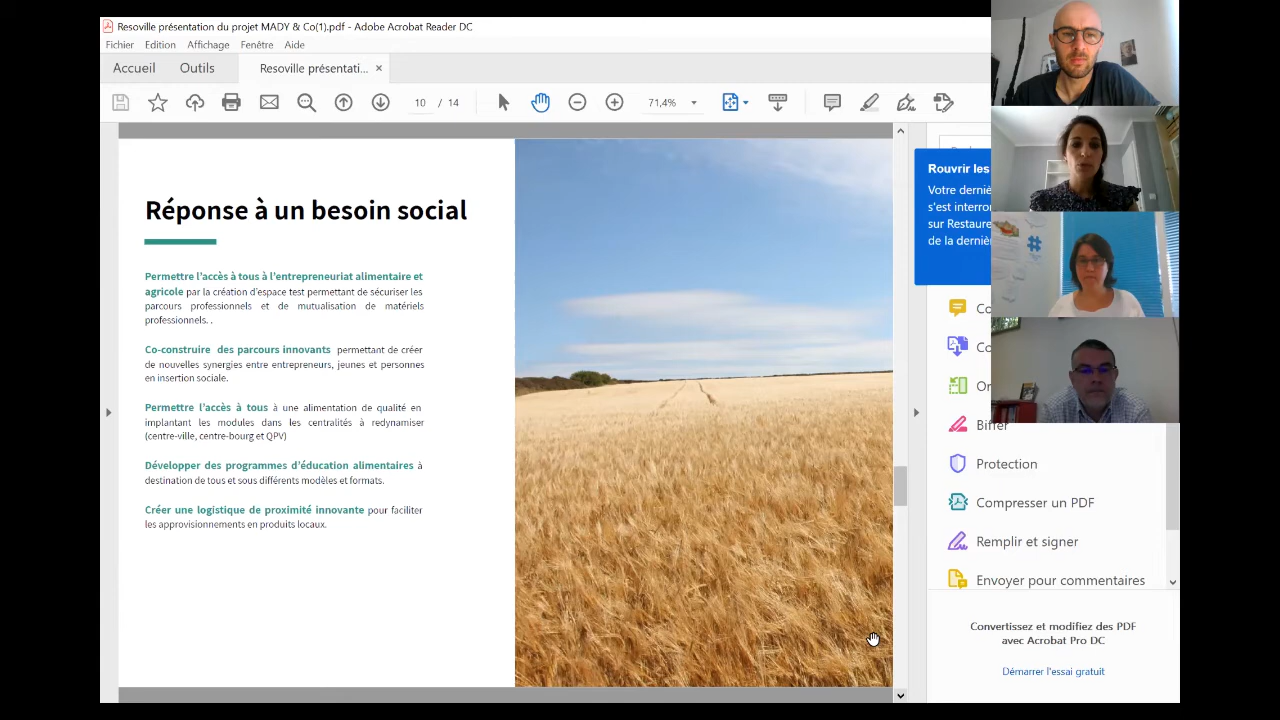 Resoville présentation du projet MADY & Co(1).pdf - Adobe Acrobat Reader DC
Fichier Edition Affichage Fenêtre Aide
Accueil Outils Resoville présentati... ×
10 / 14 71,4%
Rouvrir les
Votre derniè
s'est interro
sur Restaure
de la dernièr
Réponse à un besoin social
Permettre l'accès à tous à l'entrepreneuriat alimentaire et
agricole par la création d'espace test permettant de sécuriser les
parcours professionnels et de mutualisation de matériels
professionnels. .
Co-construire des parcours innovants permettant de créer
de nouvelles synergies entre entrepreneurs, jeunes et personnes
en insertion sociale.
Permettre l'accès à tous à une alimentation de qualité en
implantant les modules dans les centralités à redynamiser
(centre-ville, centre-bourg et QPV)
Développer des programmes d'éducation alimentaires à
destination de tous et sous différents modèles et formats.
Créer une logistique de proximité innovante pour faciliter
les approvisionnements en produits locaux.
Co
Co
Or
Biffer
Protection
Compresser un PDF
Remplir et signer
Envoyer pour commentaires
Convertissez et modifiez des PDF
avec Acrobat Pro DC
Démarrer l'essai gratuit